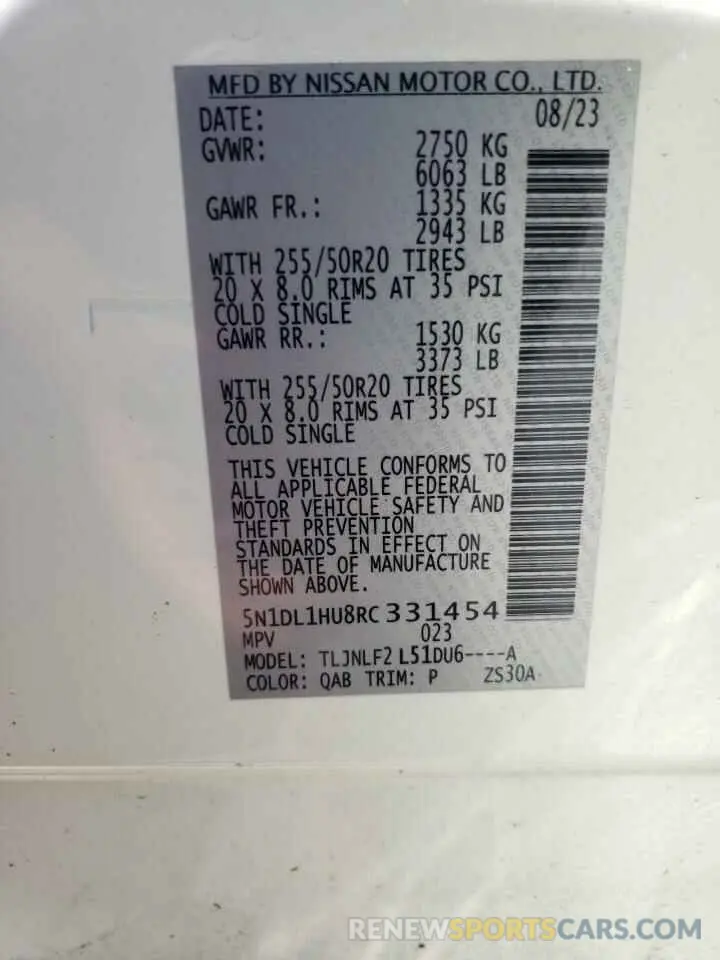 MFD BY NISSAN MOTOR CO., LTD.
DATE: 08/23
GVWR: 2750 KG
6063 LB
GAWR FR.: 1335 KG
2943 LB
WITH 255/50R20 TIRES
20 X 8.0 RIMS AT 35 PSI
COLD SINGLE
GAWR RR.: 1530 KG
3373 LB
WITH 255/50R20 TIRES
20 X 8.0 RIMS AT 35 PSI
COLD SINGLE
THIS VEHICLE CONFORMS TO
ALL APPLICABLE FEDERAL
MOTOR VEHICLE SAFETY AND
THEFT PREVENTION
STANDARDS IN EFFECT ON
THE DATE OF MANUFACTURE
SHOWN ABOVE.
5N1DL1HU8RC331454
MPV 023
MODEL: TLJNLF2 L51DU6----A
COLOR: QAB TRIM: P ZS30A
RENEWSPORTSCARS.COM